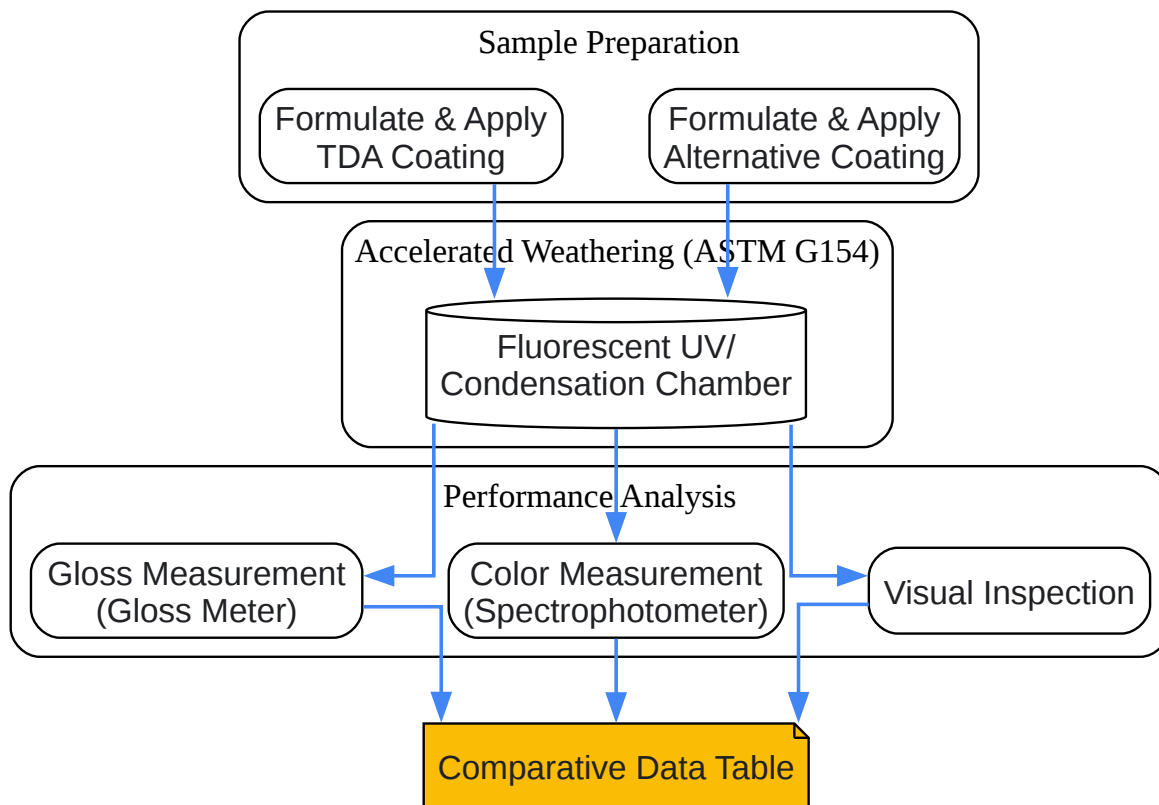 Sample Preparation
Formulate & Apply
TDA Coating
Formulate & Apply
Alternative Coating
Accelerated Weathering (ASTM G154)
Fluorescent UV/
Condensation Chamber
Performance Analysis
Gloss Measurement
(Gloss Meter)
Color Measurement
(Spectrophotometer)
Visual Inspection
Comparative Data Table